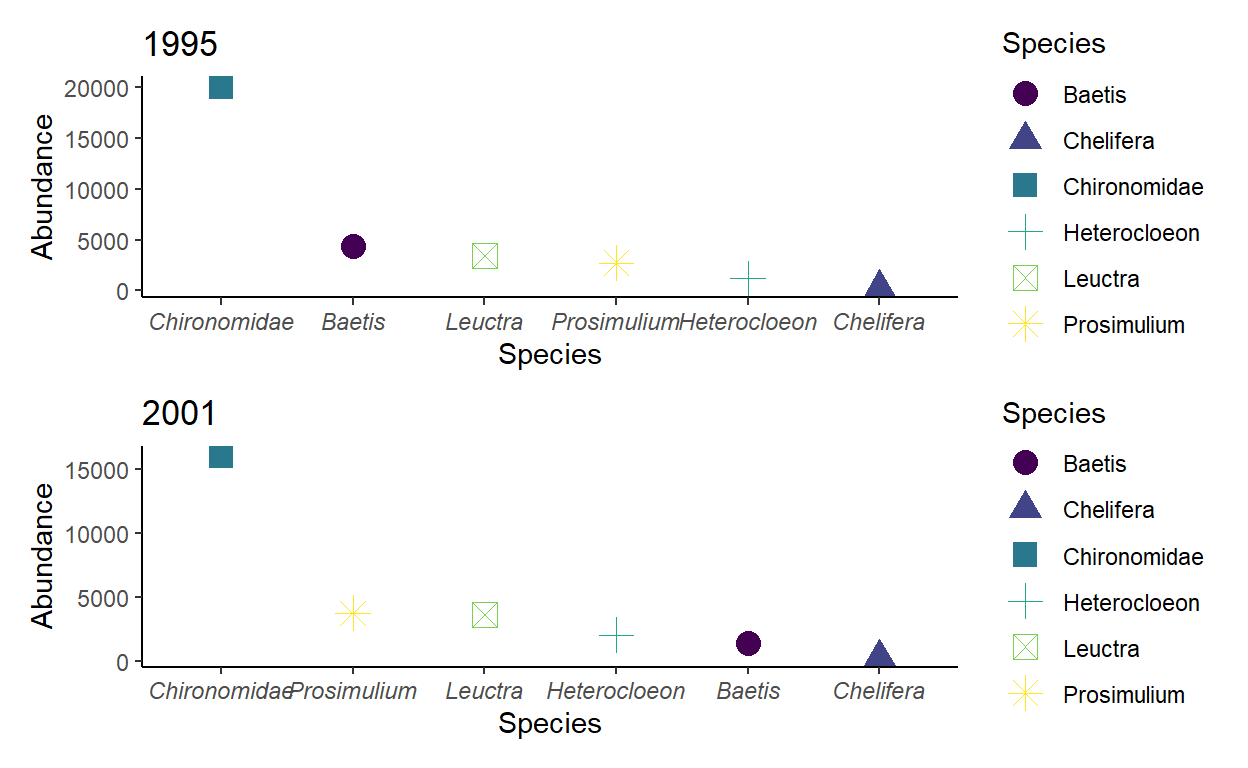 1995
Abundance
20000
15000
10000
5000
0
Chironomidae Baetis Leuctra Prosimulium Heterocloeon Chelifera
Species
Species
Baetis
Chelifera
Chironomidae
Heterocloeon
Leuctra
Prosimulium
2001
Abundance
15000
10000
5000
0
Chironomidae Prosimulium Leuctra Heterocloeon Baetis Chelifera
Species
Species
Baetis
Chelifera
Chironomidae
Heterocloeon
Leuctra
Prosimulium